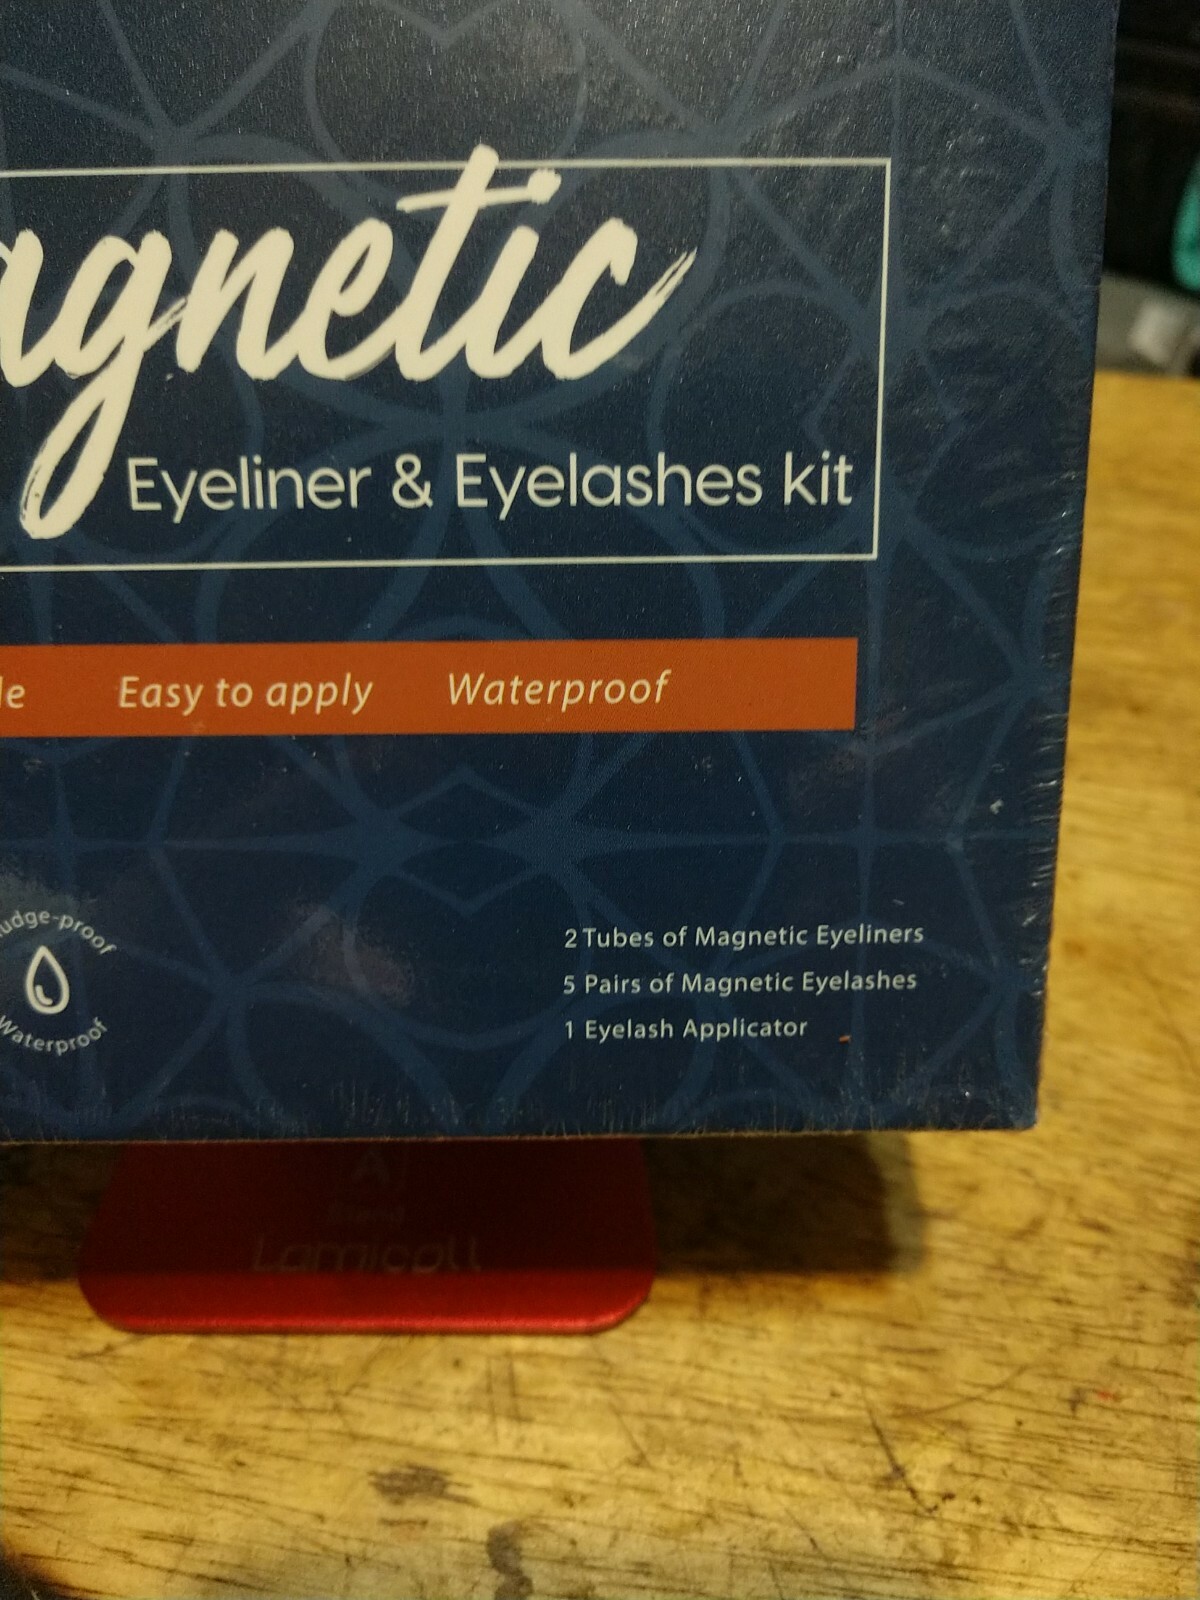 agnetic
Eyeliner & Eyelashes kit
le Easy to apply Waterproof
udge-proof
Waterproof
2 Tubes of Magnetic Eyeliners
5 Pairs of Magnetic Eyelashes
1 Eyelash Applicator
A
Lamicall